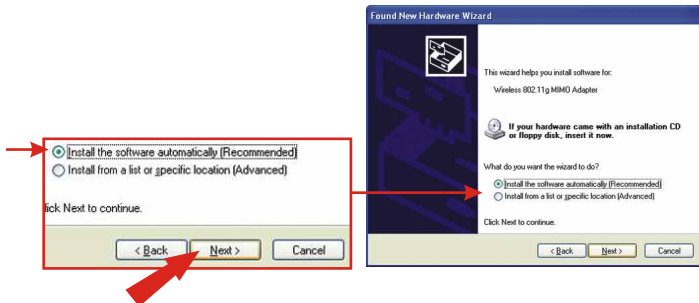 Install the software automatically (Recommended)
Install from a list or specific location (Advanced)
lick Next to continue.
< Back
Next >
Cancel
Found New Hardware Wizard
This wizard helps you install software for:
Wireless 802.11g MIMO Adapter
If your hardware came with an installation CD
or floppy disk, insert it now.
What do you want the wizard to do?
Install the software automatically (Recommended)
Install from a list or specific location (Advanced)
Click Next to continue.
< Back
Next >
Cancel